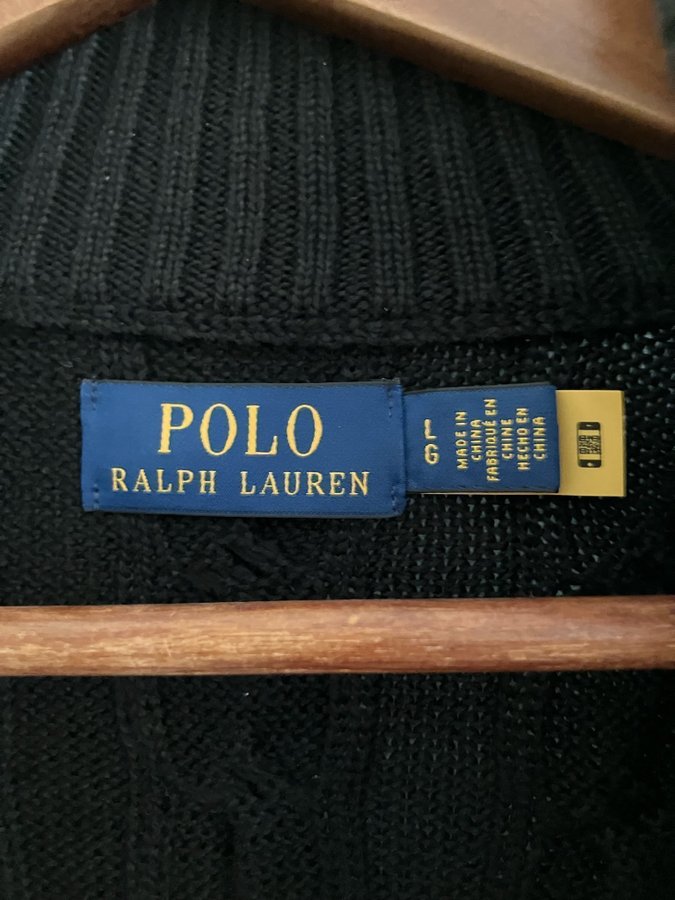 POLO
RALPH LAUREN
L
G
MADE IN
CHINA
FABRIQUÉ EN
CHINE
HECHO EN
CHINA